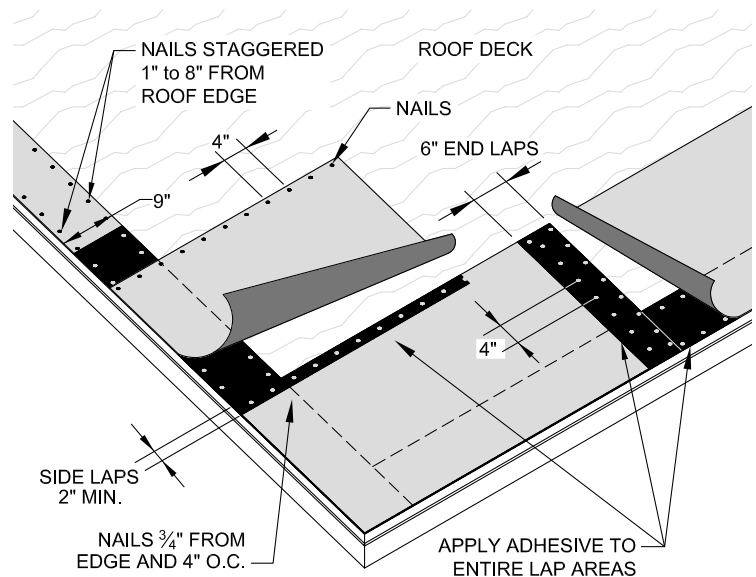 NAILS STAGGERED
1" to 8" FROM
ROOF EDGE
ROOF DECK
NAILS
4"
6" END LAPS
9"
4"
SIDE LAPS
2" MIN.
NAILS ¾" FROM
EDGE AND 4" O.C.
APPLY ADHESIVE TO
ENTIRE LAP AREAS